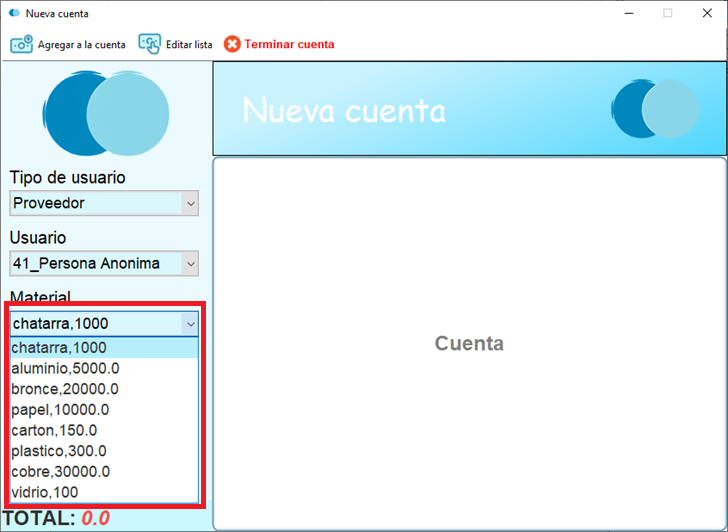 Nueva cuenta
Agregar a la cuenta Editar lista Terminar cuenta
Nueva cuenta
Tipo de usuario
Proveedor
Usuario
41_Persona Anonima
Material
chatarra,1000
chatarra,1000
aluminio,5000.0
bronce,20000.0
papel,10000.0
carton,150.0
plastico,300.0
cobre,30000.0
vidrio,100
TOTAL: 0.0
Cuenta